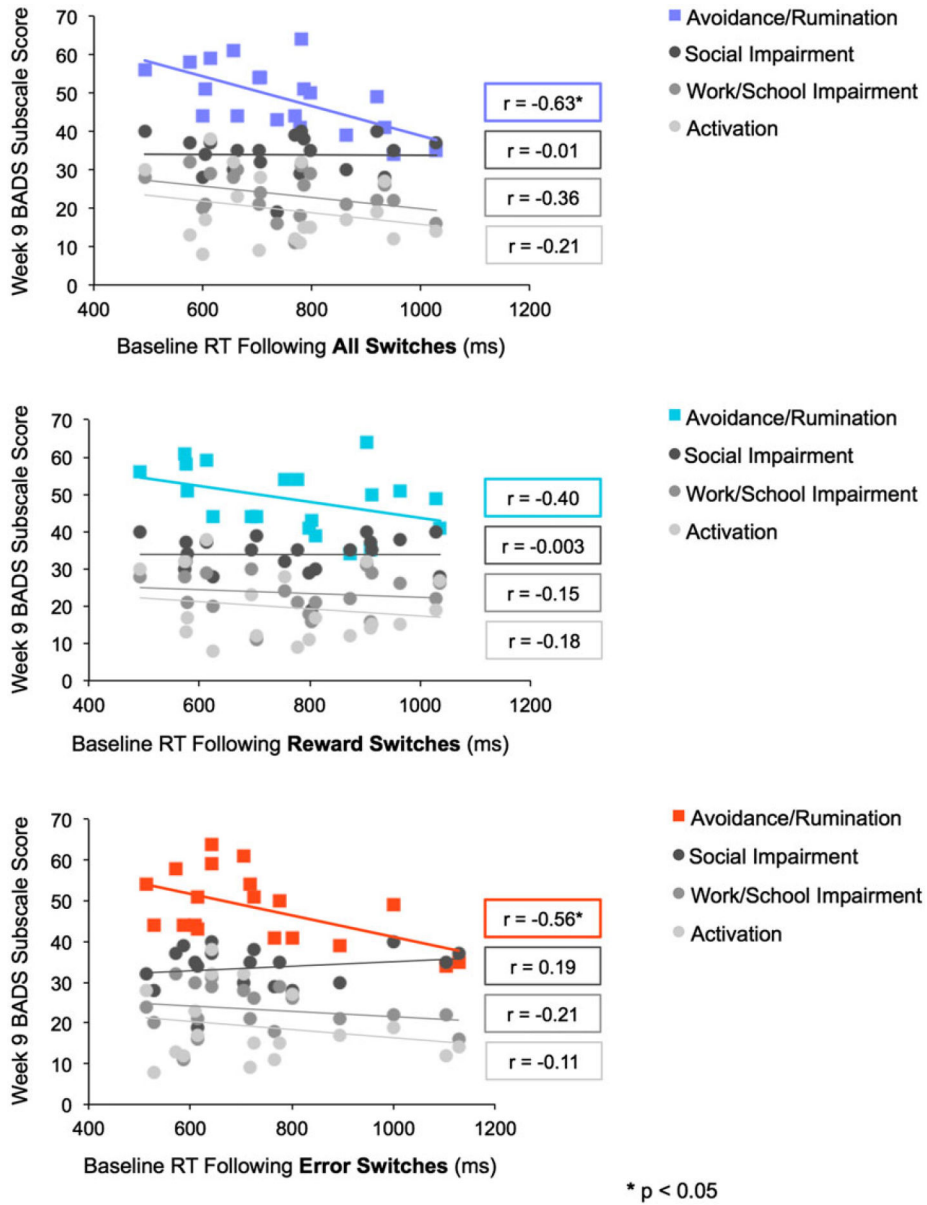 Week 9 BADS Subscale Score
70
60
50
40
30
20
10
0
400
600
800
1000
1200
Baseline RT Following All Switches (ms)
r = -0.63*
r = -0.01
r = -0.36
r = -0.21
Avoidance/Rumination
Social Impairment
Work/School Impairment
Activation
Week 9 BADS Subscale Score
70
60
50
40
30
20
10
0
400
600
800
1000
1200
Baseline RT Following Reward Switches (ms)
r = -0.40
r = -0.003
r = -0.15
r = -0.18
Avoidance/Rumination
Social Impairment
Work/School Impairment
Activation
Week 9 BADS Subscale Score
70
60
50
40
30
20
10
0
400
600
800
1000
1200
Baseline RT Following Error Switches (ms)
r = -0.56*
r = 0.19
r = -0.21
r = -0.11
Avoidance/Rumination
Social Impairment
Work/School Impairment
Activation
* p < 0.05